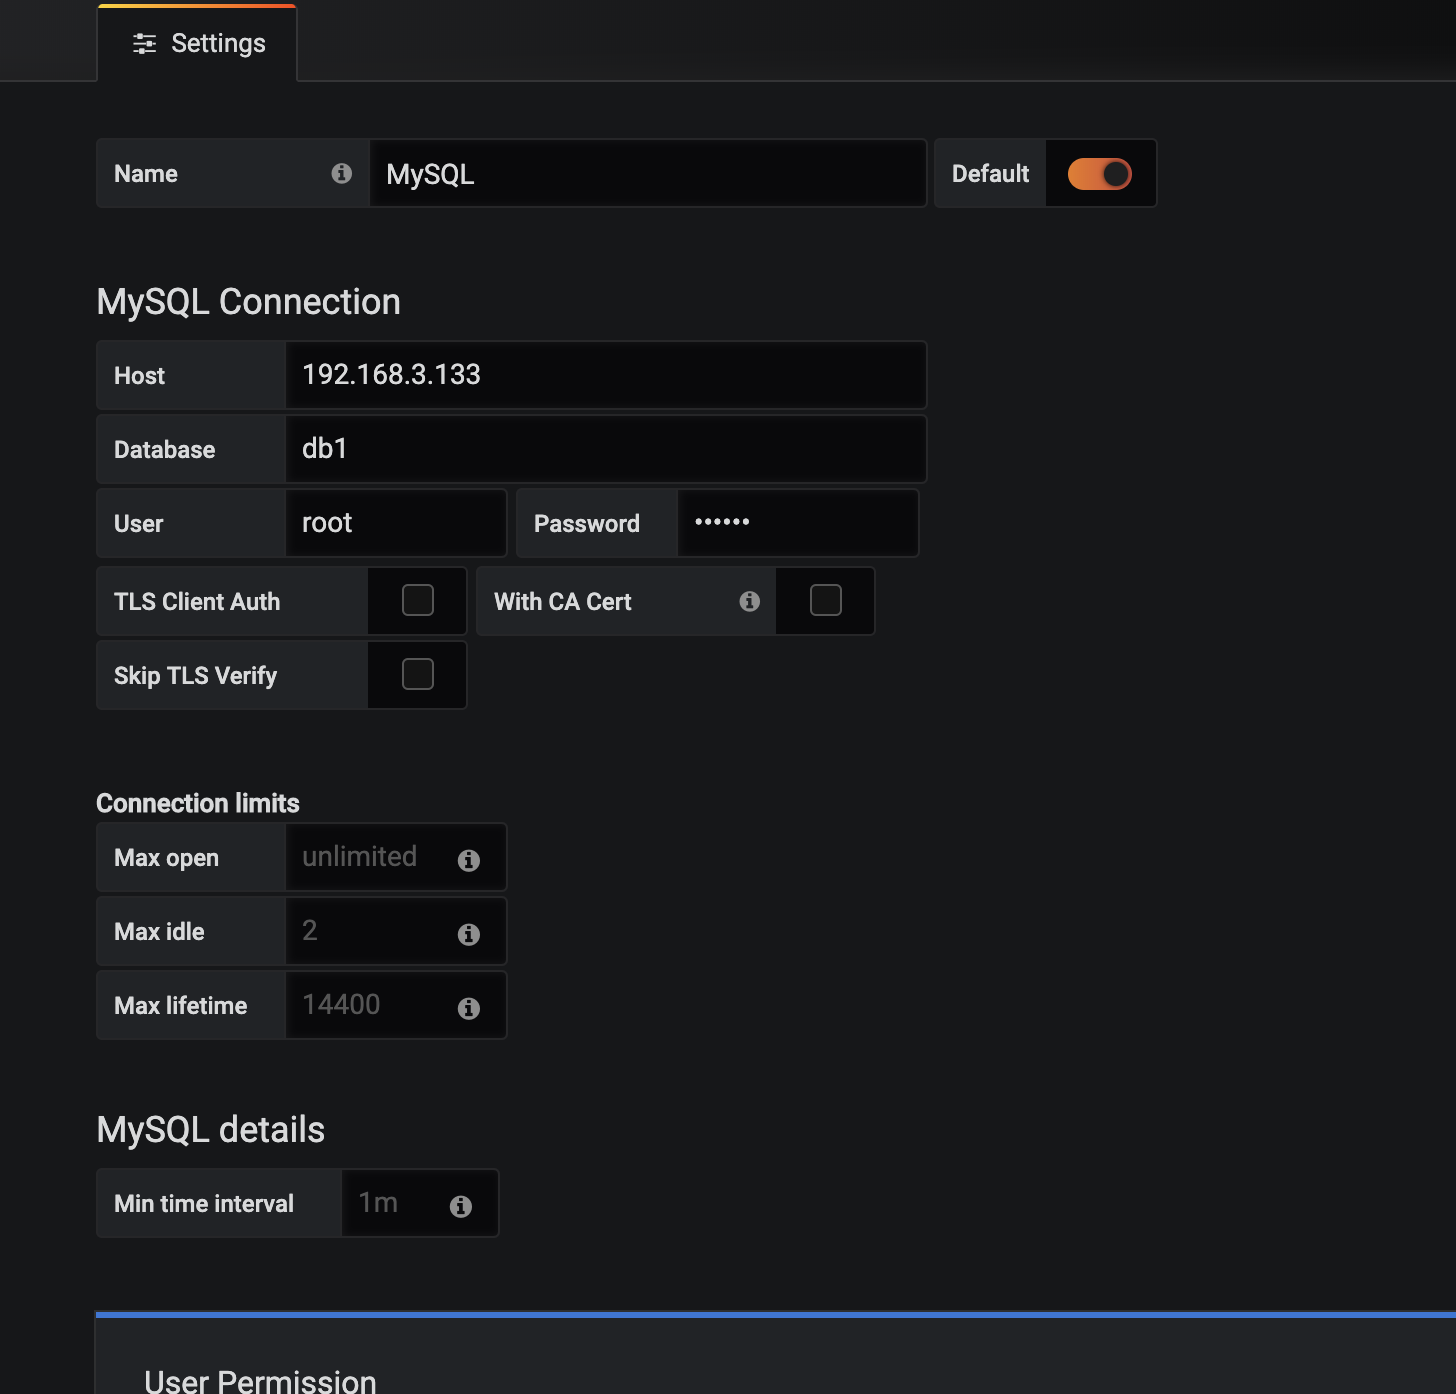 Settings
Name MySQL Default
MySQL Connection
Host 192.168.3.133
Database db1
User root Password ••••••
TLS Client Auth With CA Cert
Skip TLS Verify
Connection limits
Max open unlimited
Max idle 2
Max lifetime 14400
MySQL details
Min time interval 1m
User Permission